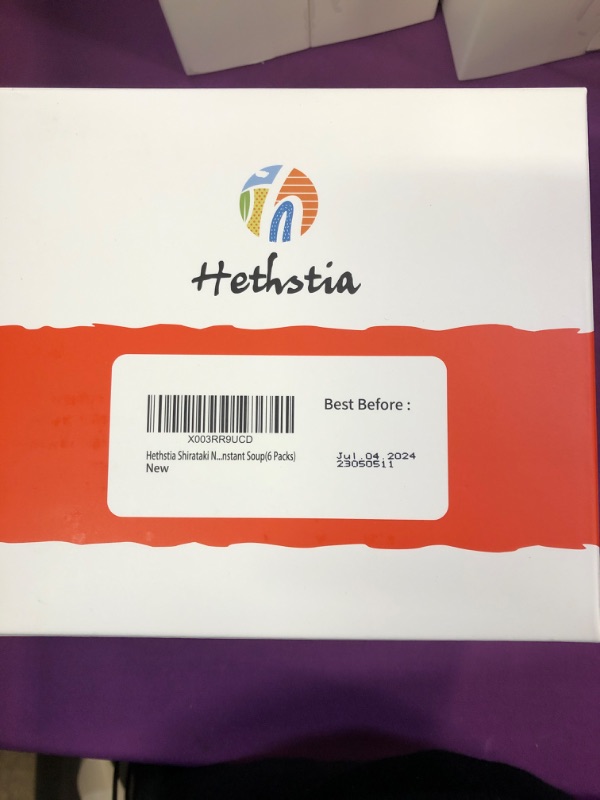 Hethstia
Best Before :
X003RR9UCD
Hethstia Shirataki N...nstant Soup(6 Packs)
New
Jul .04.2024
23050511